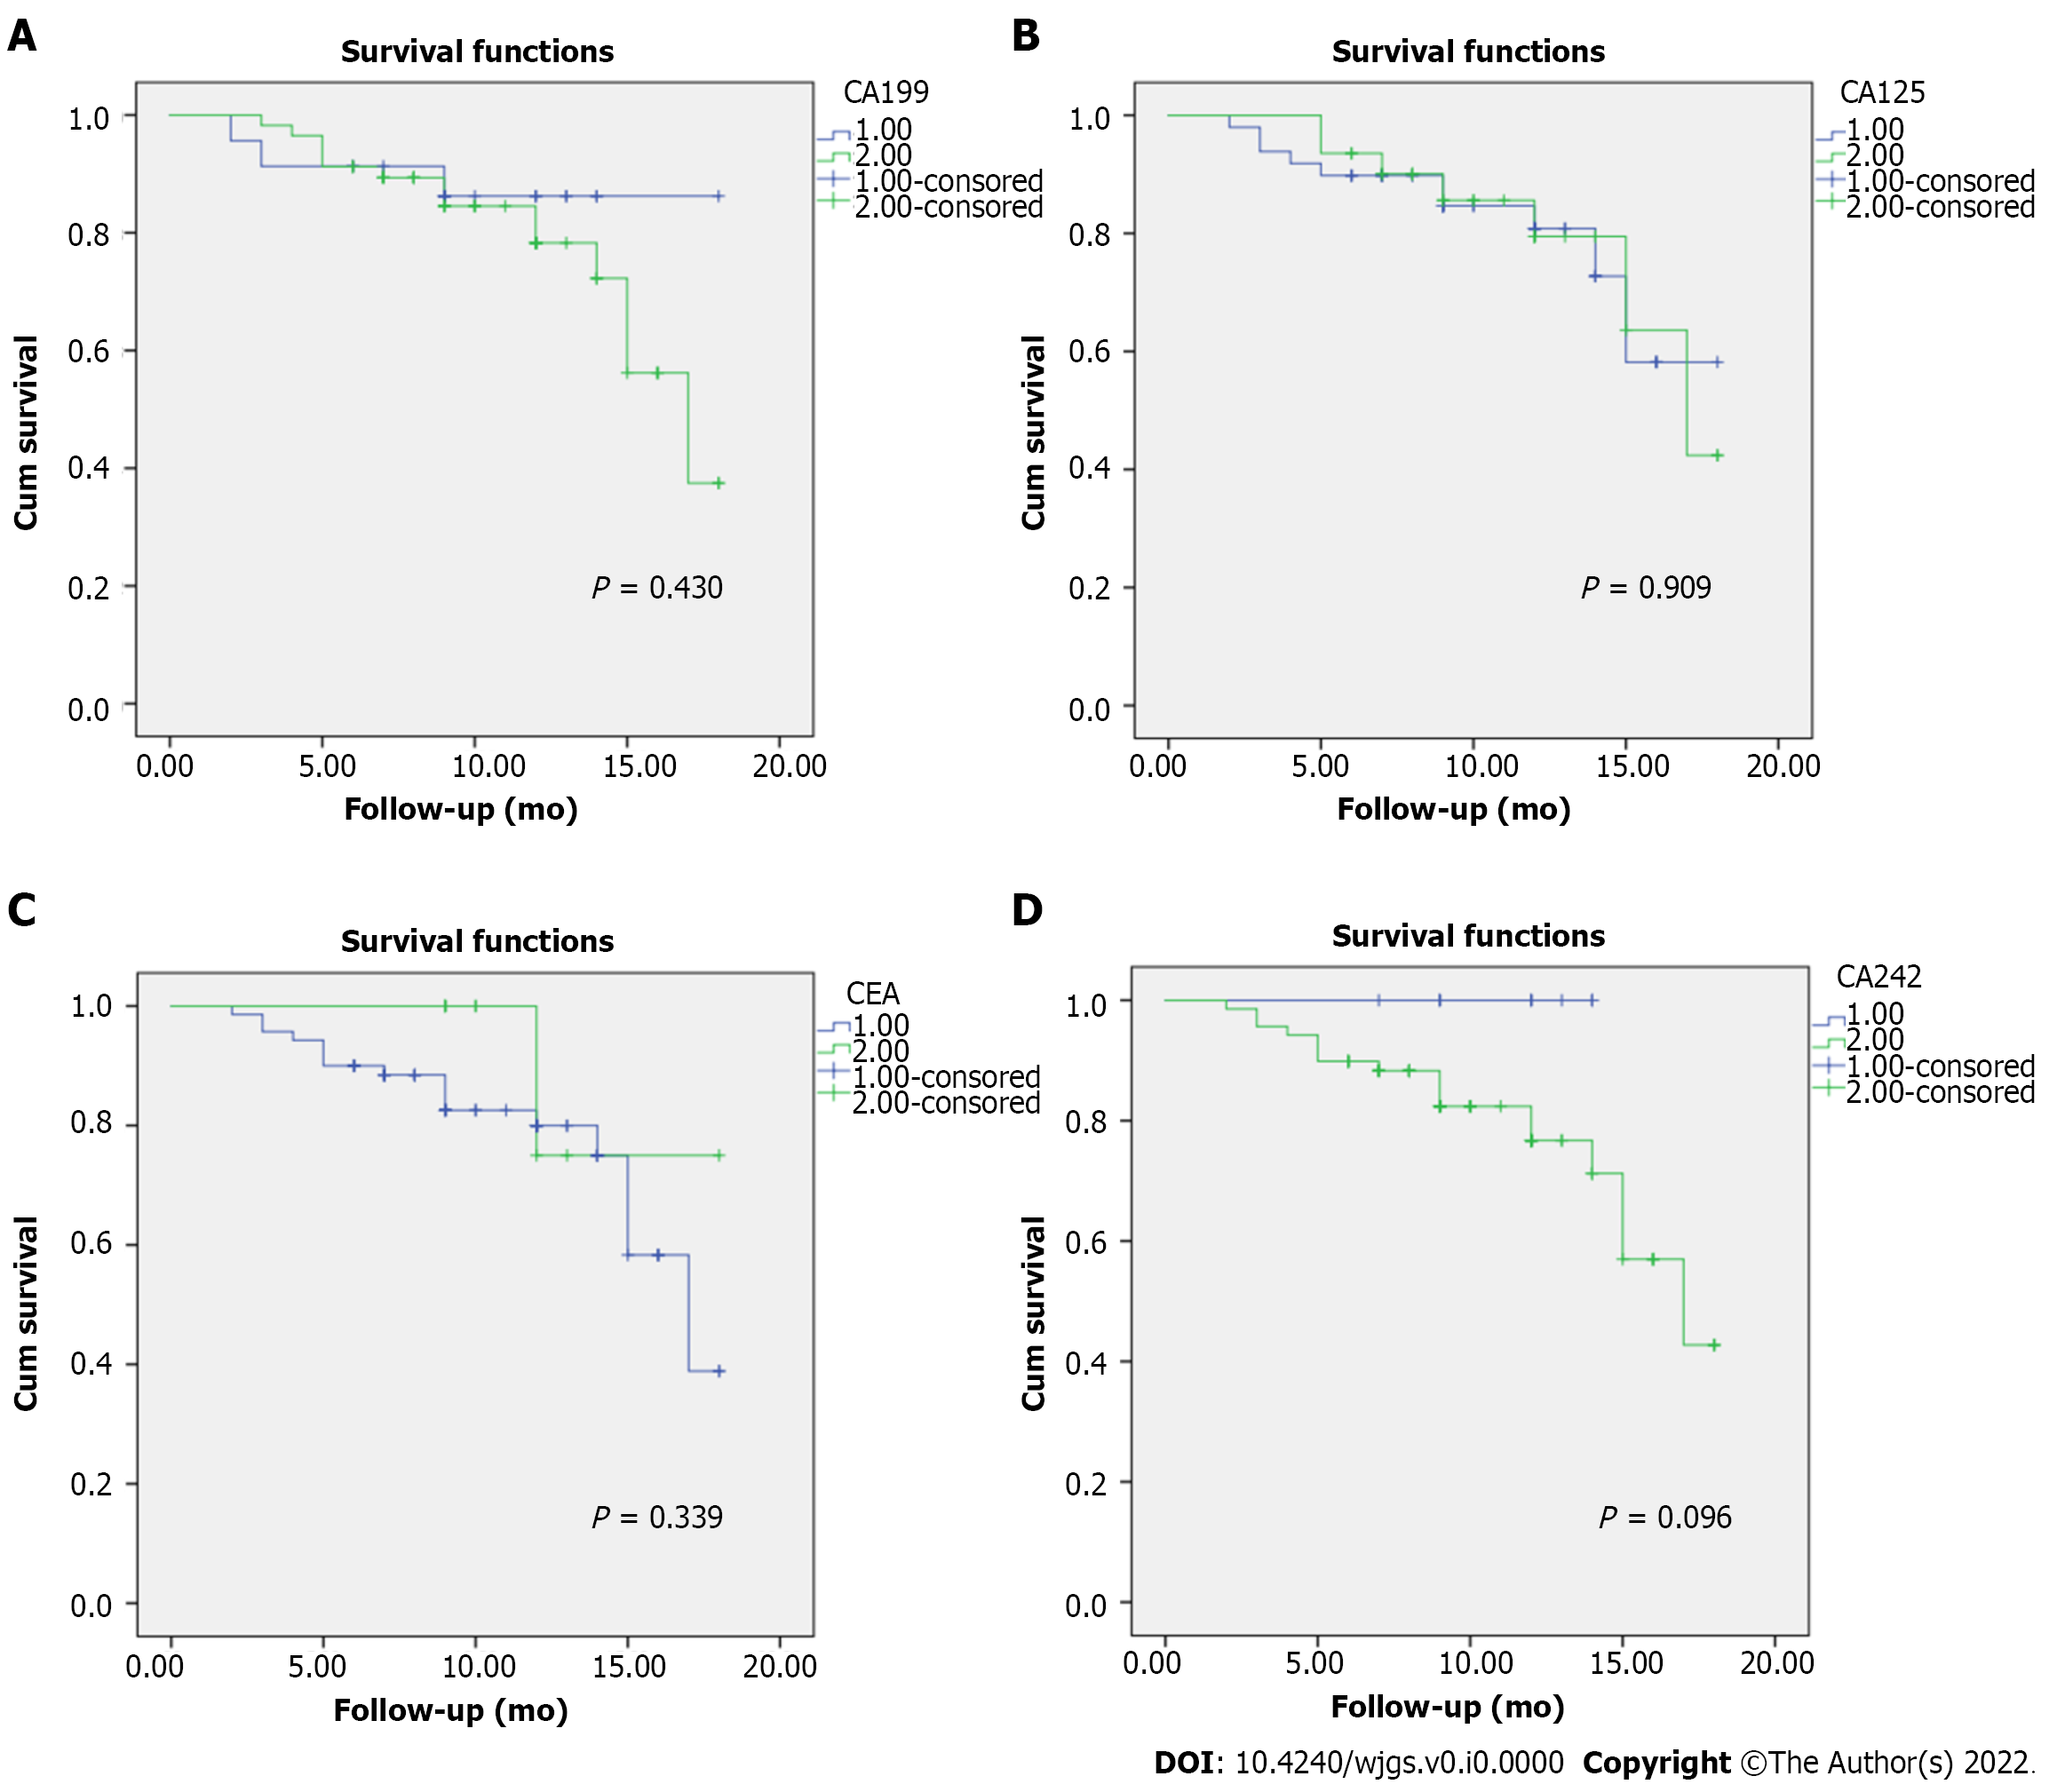 A
Survival functions
CA199
1.00
2.00
1.00-consored
2.00-consored
1.0
0.8
0.6
0.4
0.2
0.0
Cum survival
P = 0.430
0.00 5.00 10.00 15.00 20.00
Follow-up (mo)
B
Survival functions
CA125
1.00
2.00
1.00-consored
2.00-consored
1.0
0.8
0.6
0.4
0.2
0.0
Cum survival
P = 0.909
0.00 5.00 10.00 15.00 20.00
Follow-up (mo)
C
Survival functions
CEA
1.00
2.00
1.00-consored
2.00-consored
1.0
0.8
0.6
0.4
0.2
0.0
Cum survival
P = 0.339
0.00 5.00 10.00 15.00 20.00
Follow-up (mo)
D
Survival functions
CA242
1.00
2.00
1.00-consored
2.00-consored
1.0
0.8
0.6
0.4
0.2
0.0
Cum survival
P = 0.096
0.00 5.00 10.00 15.00 20.00
Follow-up (mo)
DOI: 10.4240/wjgs.v0.i0.0000 Copyright ©The Author(s) 2022.